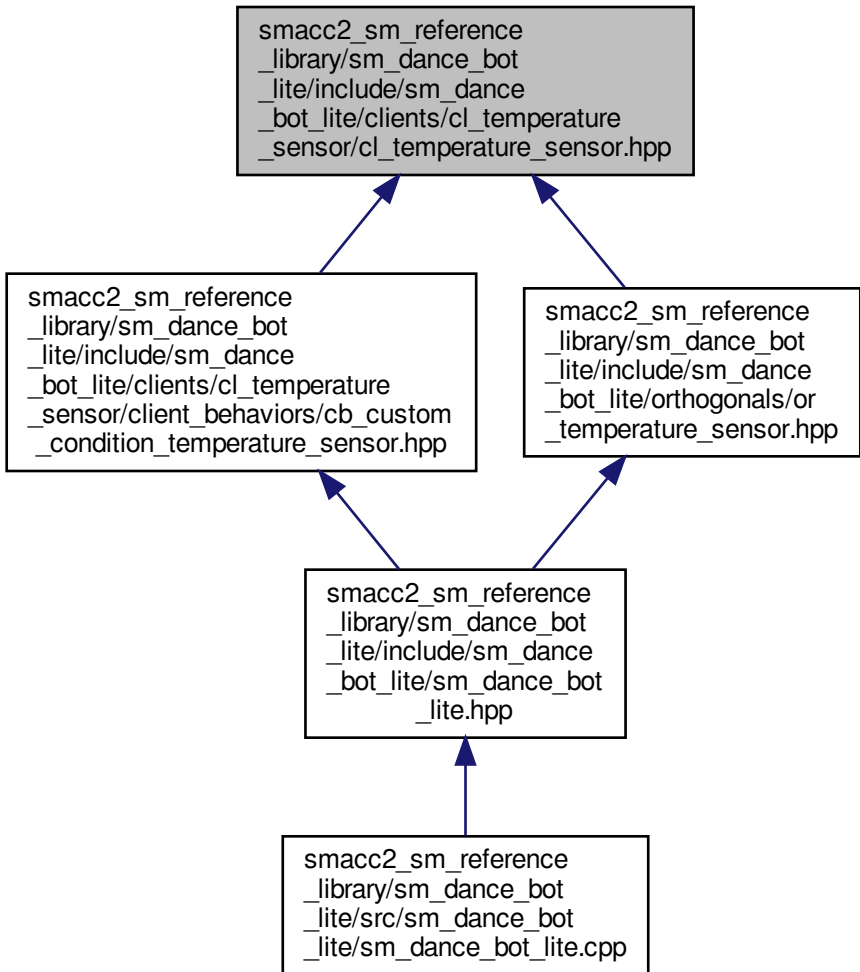 smacc2_sm_reference
_library/sm_dance_bot
_lite/include/sm_dance
_bot_lite/clients/cl_temperature
_sensor/cl_temperature_sensor.hpp
smacc2_sm_reference
_library/sm_dance_bot
_lite/include/sm_dance
_bot_lite/clients/cl_temperature
_sensor/client_behaviors/cb_custom
_condition_temperature_sensor.hpp
smacc2_sm_reference
_library/sm_dance_bot
_lite/include/sm_dance
_bot_lite/orthogonals/or
_temperature_sensor.hpp
smacc2_sm_reference
_library/sm_dance_bot
_lite/include/sm_dance
_bot_lite/sm_dance_bot
_lite.hpp
smacc2_sm_reference
_library/sm_dance_bot
_lite/src/sm_dance_bot
_lite/sm_dance_bot_lite.cpp